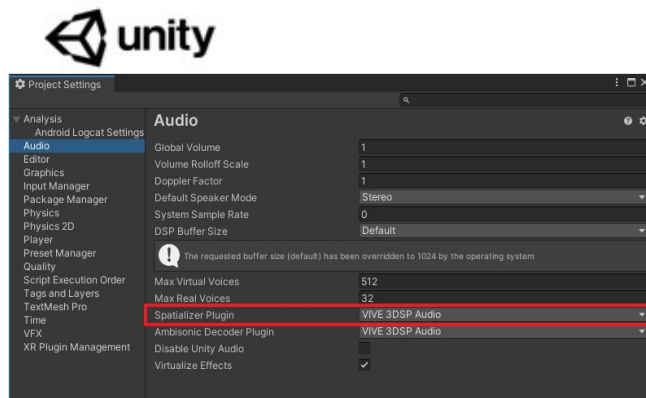 unity
Project Settings
Analysis
Android Logcat Settings
Audio
Editor
Graphics
Input Manager
Package Manager
Physics
Physics 2D
Player
Preset Manager
Quality
Script Execution Order
Tags and Layers
TextMesh Pro
Time
VFX
XR Plugin Management
Audio
Global Volume 1
Volume Rolloff Scale 1
Doppler Factor 1
Default Speaker Mode Stereo
System Sample Rate 0
DSP Buffer Size Default
The requested buffer size (default) has been overridden to 1024 by the operating system
Max Virtual Voices 512
Max Real Voices 32
Spatializer Plugin VIVE 3DSP Audio
Ambisonic Decoder Plugin VIVE 3DSP Audio
Disable Unity Audio
Virtualize Effects